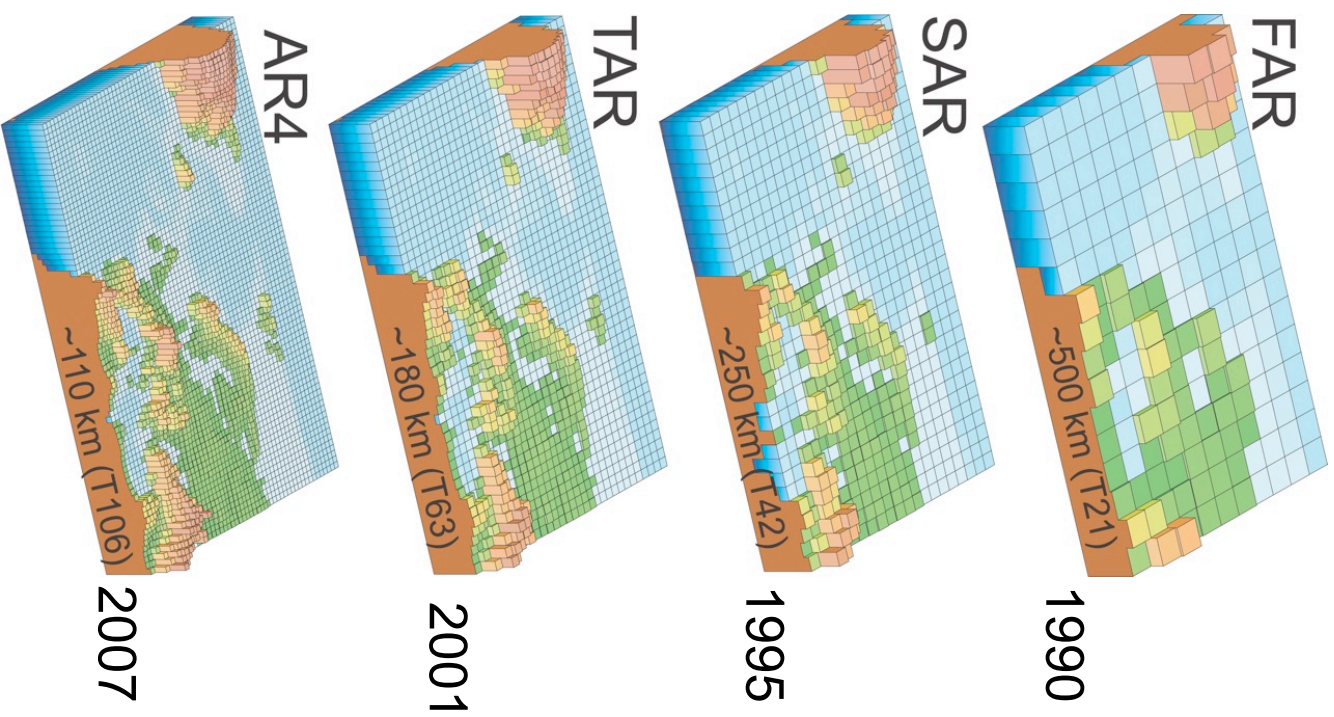 FAR
~500 km (T21)
1990
SAR
~250 km (T42)
1995
TAR
~180 km (T63)
2001
AR4
~110 km (T106)
2007